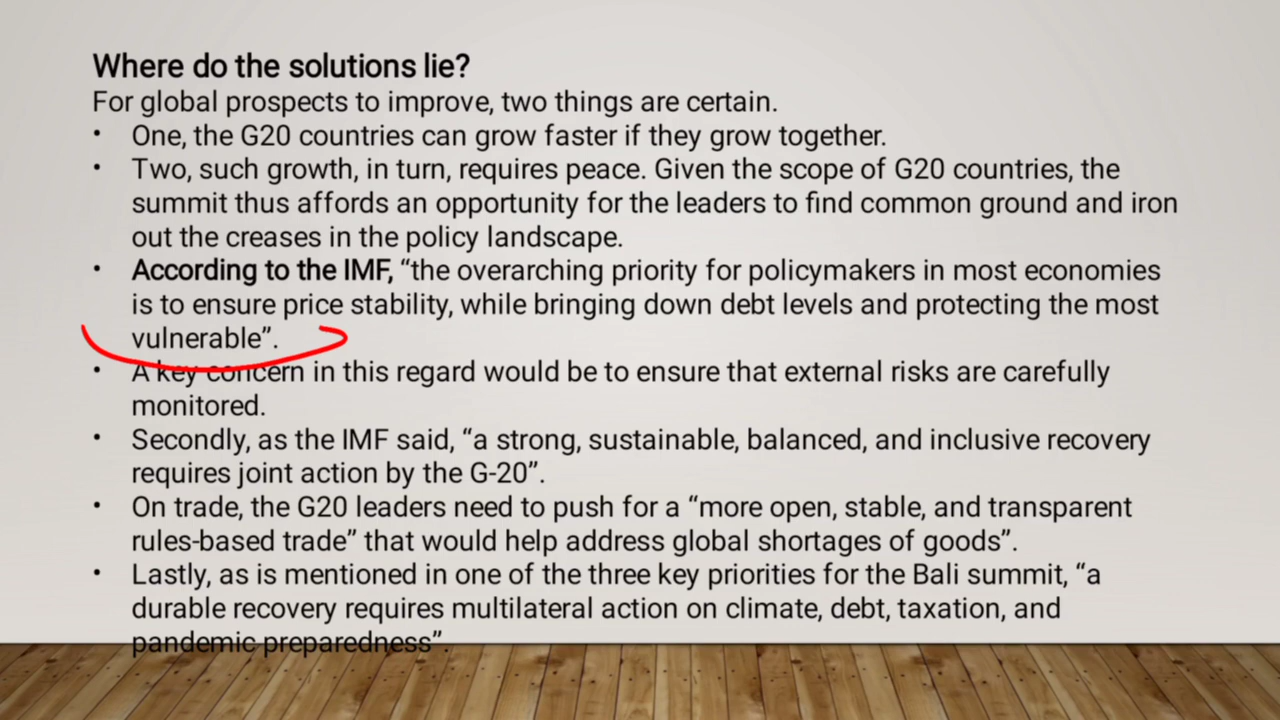 Where do the solutions lie?
For global prospects to improve, two things are certain.
• One, the G20 countries can grow faster if they grow together.
• Two, such growth, in turn, requires peace. Given the scope of G20 countries, the
summit thus affords an opportunity for the leaders to find common ground and iron
out the creases in the policy landscape.
• According to the IMF, “the overarching priority for policymakers in most economies
is to ensure price stability, while bringing down debt levels and protecting the most
vulnerable”.
• A key concern in this regard would be to ensure that external risks are carefully
monitored.
• Secondly, as the IMF said, “a strong, sustainable, balanced, and inclusive recovery
requires joint action by the G-20”.
• On trade, the G20 leaders need to push for a “more open, stable, and transparent
rules-based trade” that would help address global shortages of goods”.
• Lastly, as is mentioned in one of the three key priorities for the Bali summit, “a
durable recovery requires multilateral action on climate, debt, taxation, and
pandemic preparedness”.